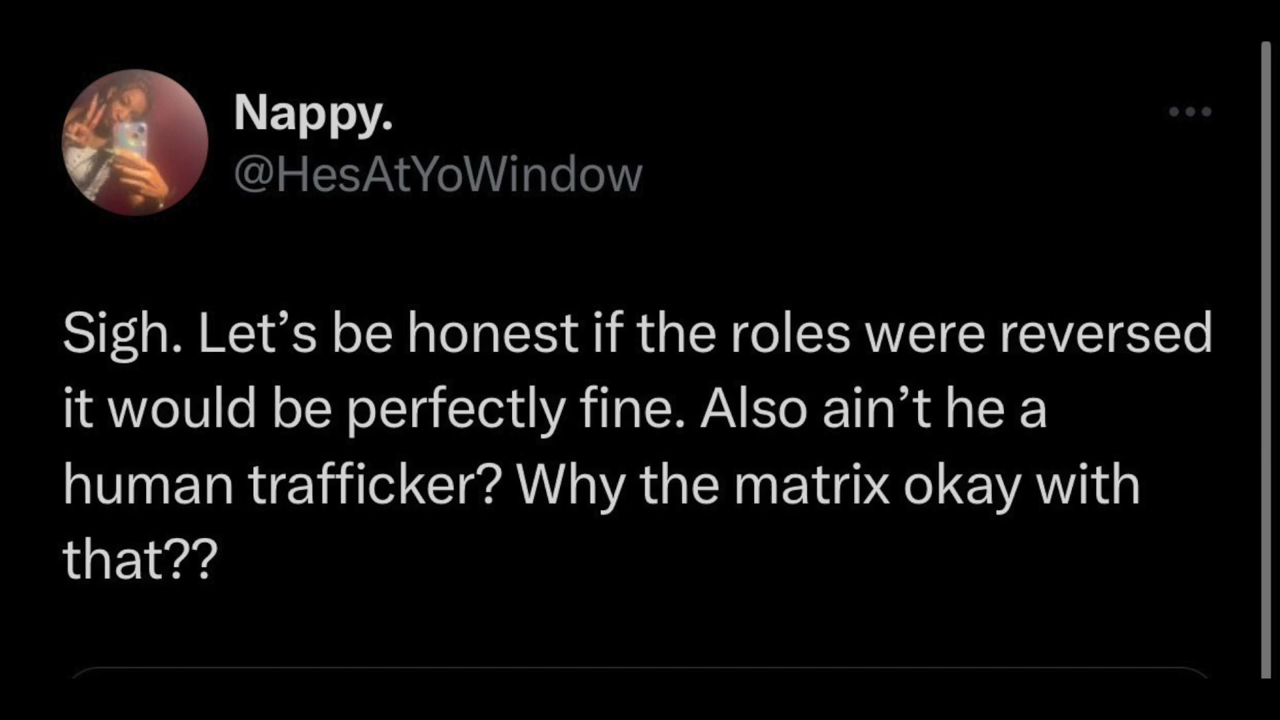 Nappy.
@HesAtYoWindow
Sigh. Let’s be honest if the roles were reversed
it would be perfectly fine. Also ain’t he a
human trafficker? Why the matrix okay with
that??